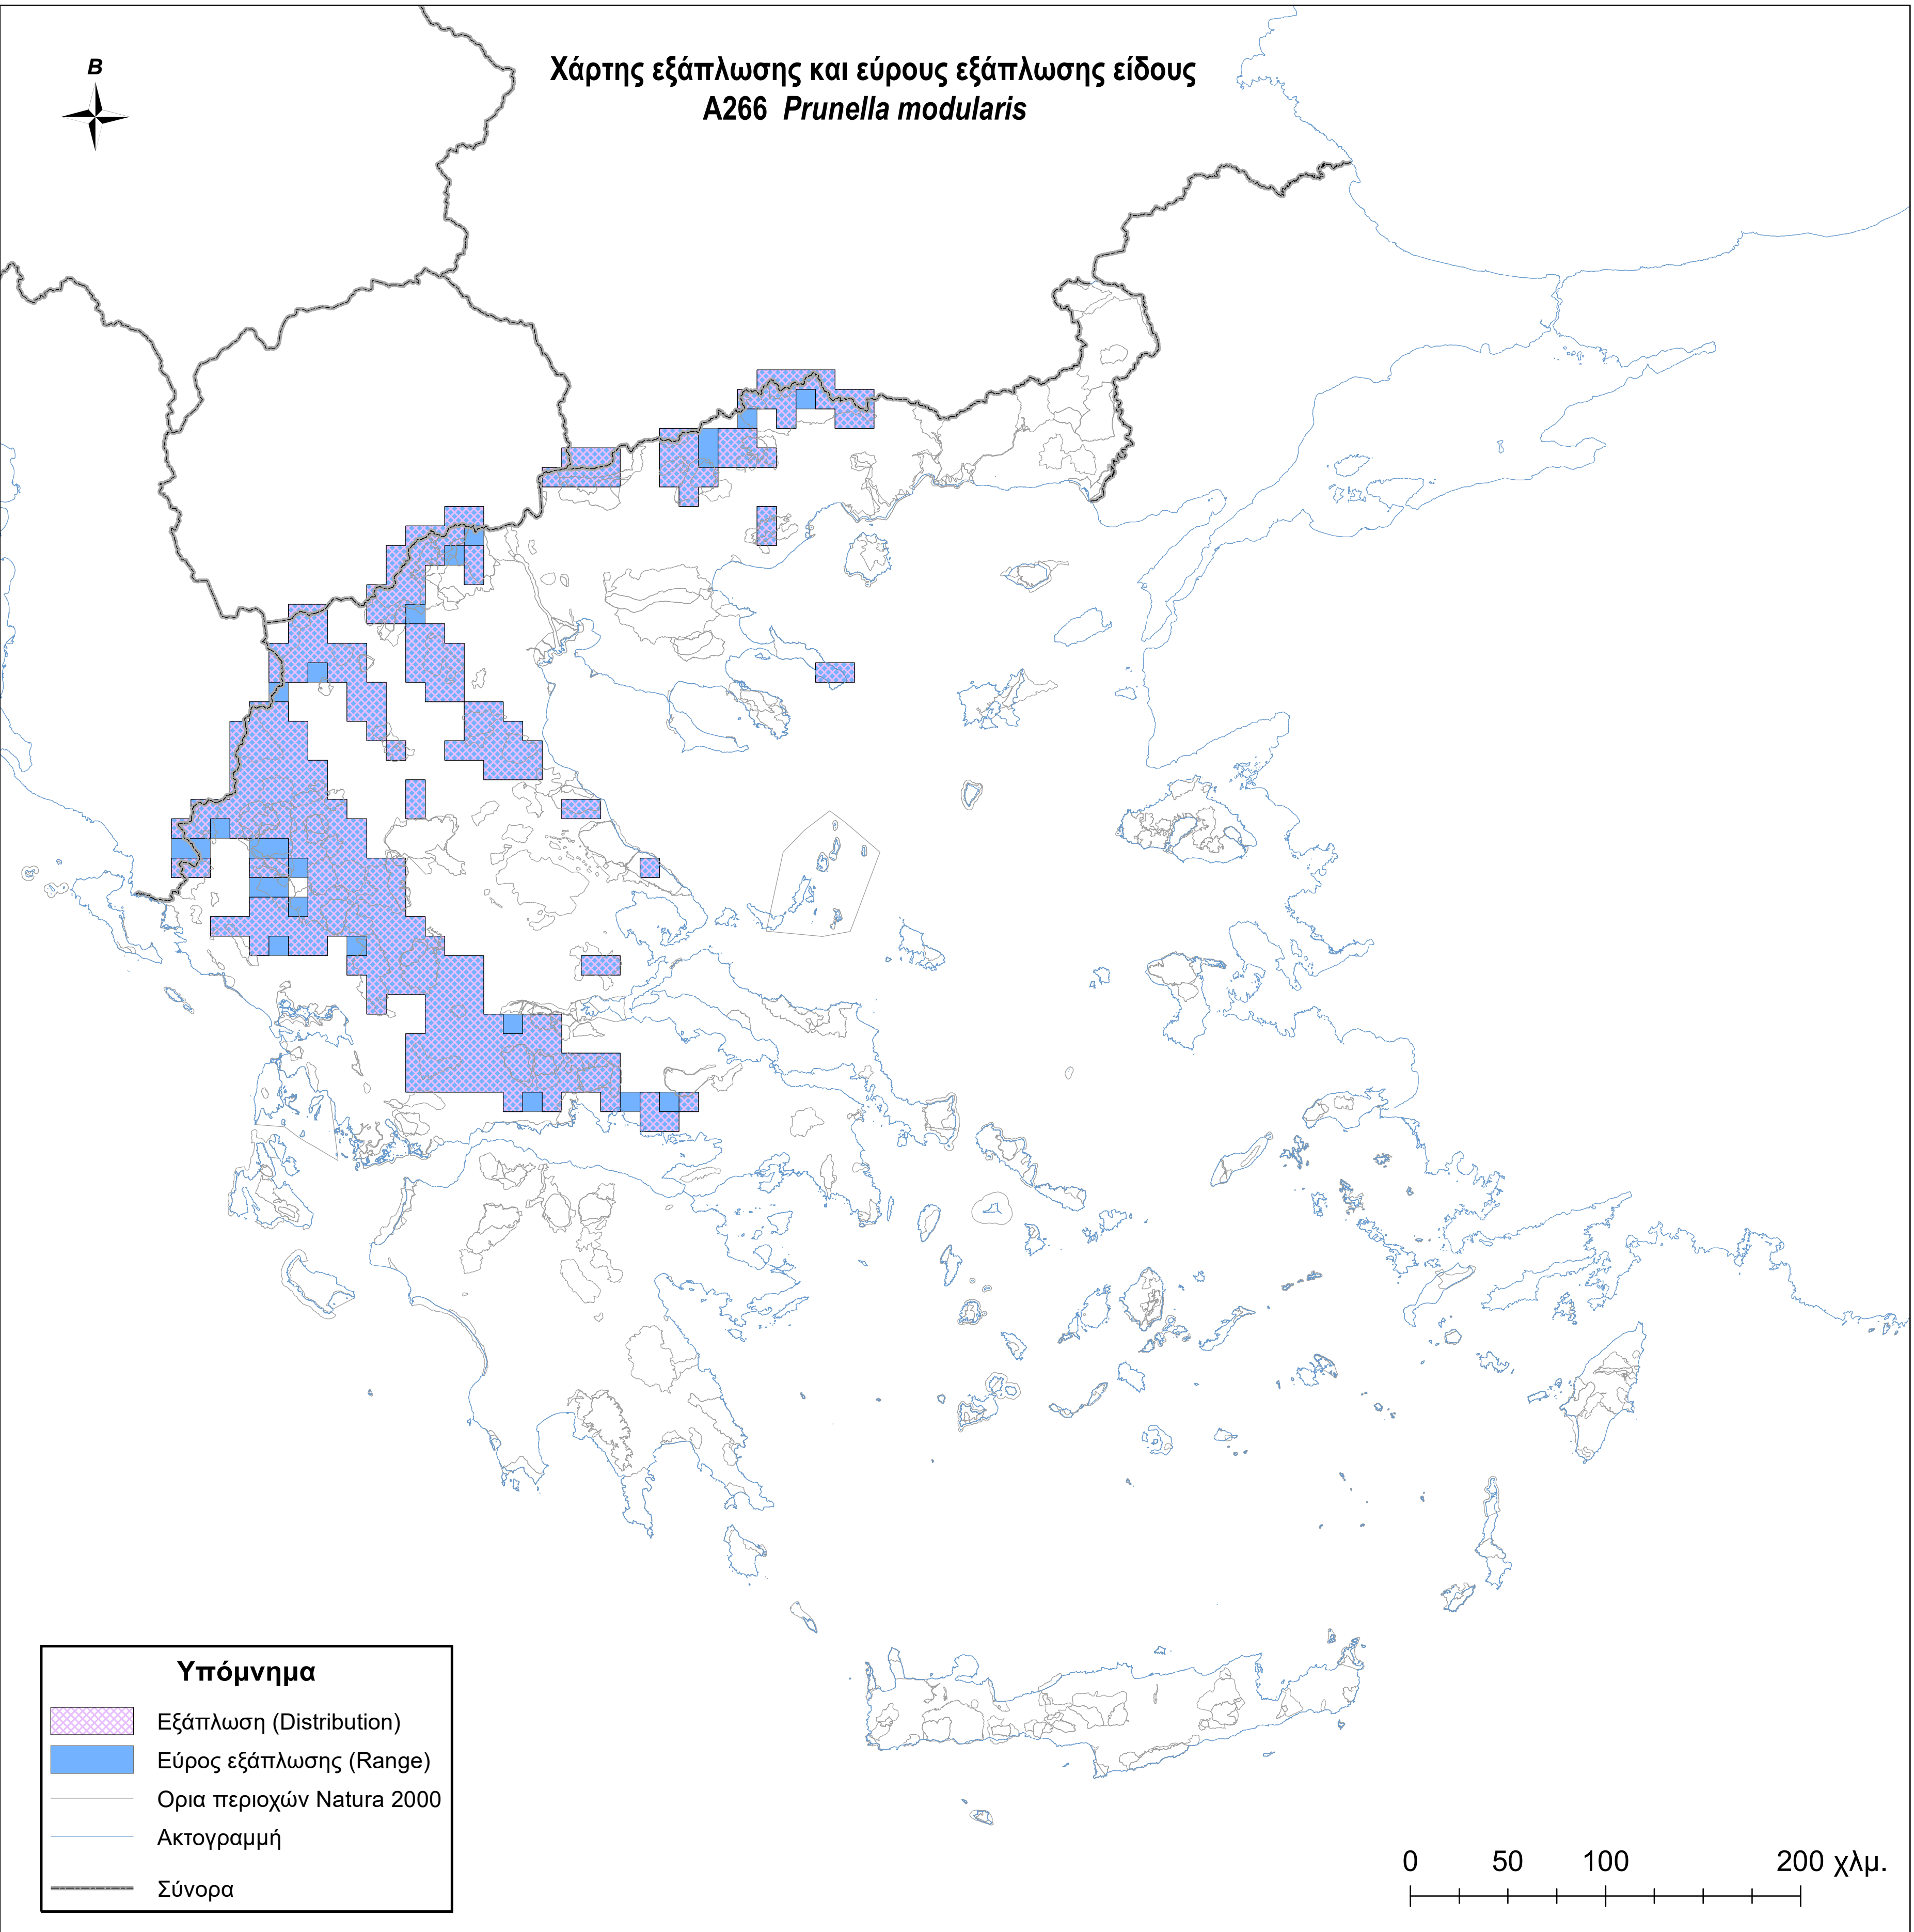 Χάρτης εξάπλωσης και εύρους εξάπλωσης είδους
A266 Prunella modularis
Β
Υπόμνημα
Εξάπλωση (Distribution)
Εύρος εξάπλωσης (Range)
Ορια περιοχών Natura 2000
Ακτογραμμή
Σύνορα
0 50 100 200 χλμ.